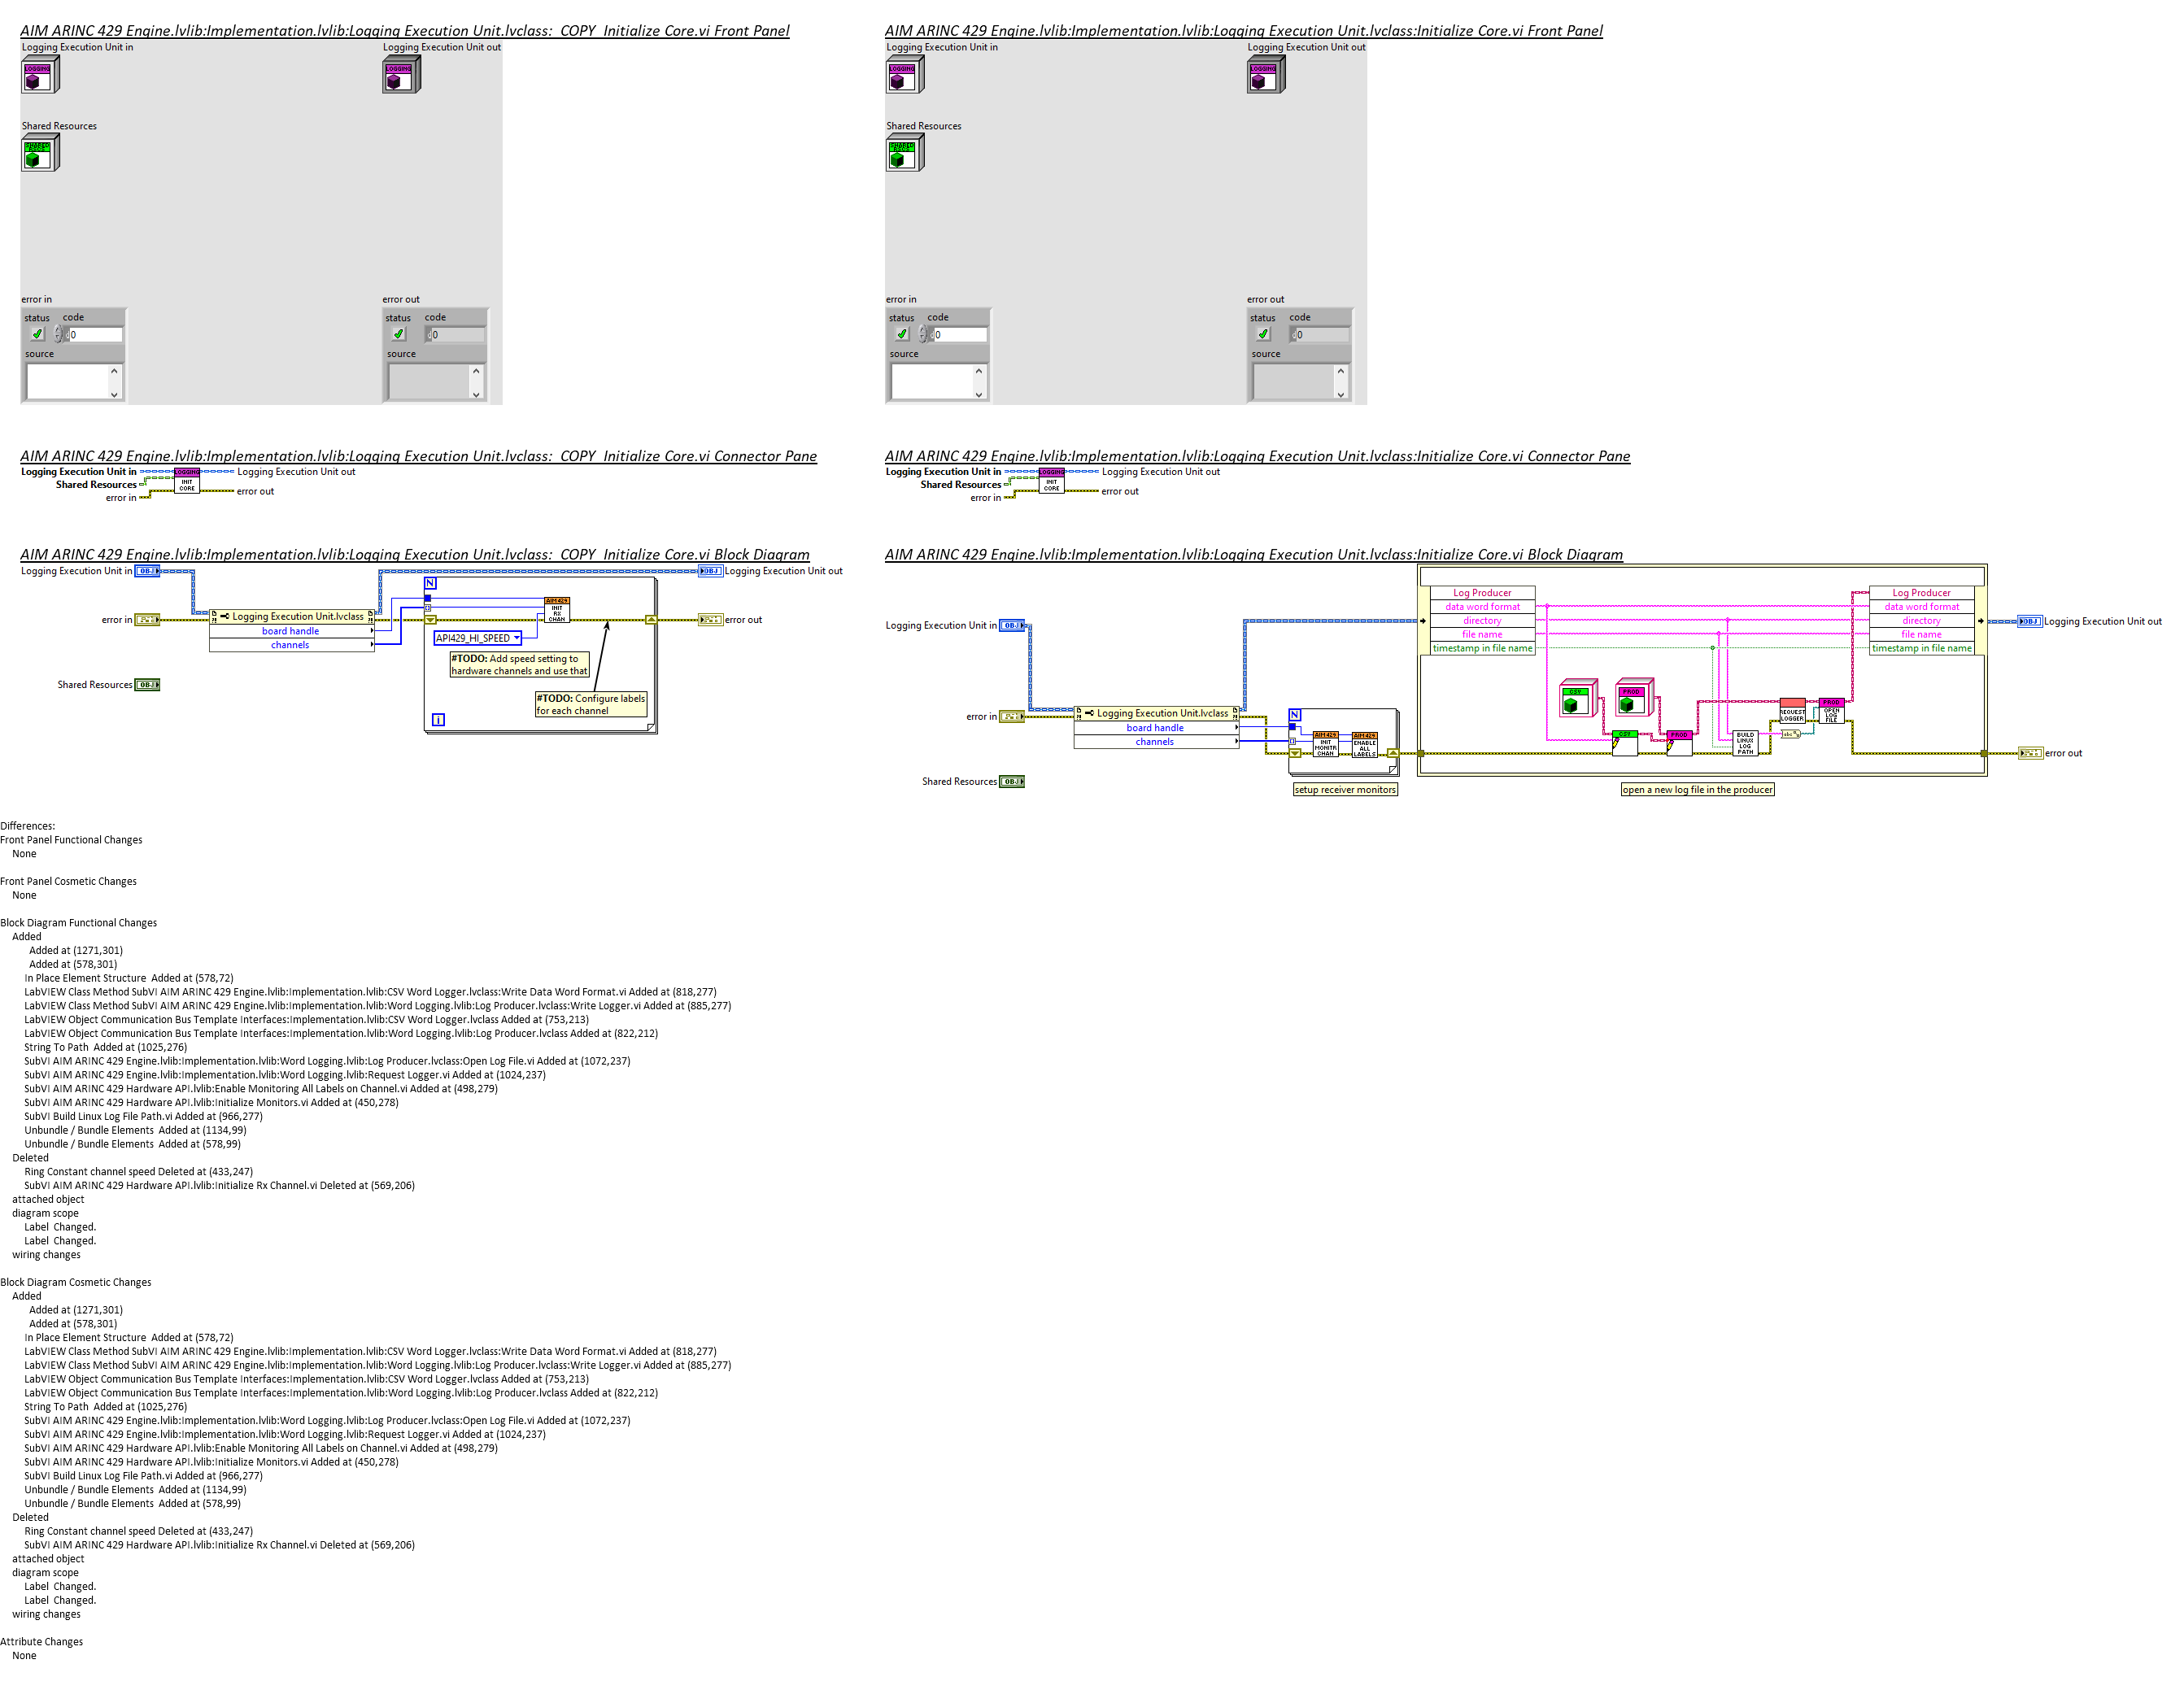 AIM ARINC 429 Engine.lvlib:Implementation.lvlib:Logging Execution Unit.lvclass:_COPY_Initialize Core.vi Front Panel
Logging Execution Unit in
Logging Execution Unit out
LOGGING
LOGGING
Shared Resources
SHARED
error in
error out
status code
0
source
status code
0
source
AIM ARINC 429 Engine.lvlib:Implementation.lvlib:Logging Execution Unit.lvclass:Initialize Core.vi Front Panel
Logging Execution Unit in
Logging Execution Unit out
LOGGING
LOGGING
Shared Resources
SHARED
error in
error out
status code
0
source
status code
0
source
AIM ARINC 429 Engine.lvlib:Implementation.lvlib:Logging Execution Unit.lvclass:_COPY_Initialize Core.vi Connector Pane
Logging Execution Unit in
Shared Resources
error in
LOGGING
INIT
CORE
Logging Execution Unit out
error out
AIM ARINC 429 Engine.lvlib:Implementation.lvlib:Logging Execution Unit.lvclass:Initialize Core.vi Connector Pane
Logging Execution Unit in
Shared Resources
error in
LOGGING
INIT
CORE
Logging Execution Unit out
error out
AIM ARINC 429 Engine.lvlib:Implementation.lvlib:Logging Execution Unit.lvclass:_COPY_Initialize Core.vi Block Diagram
Logging Execution Unit in
OBJ
error in
Logging Execution Unit.lvclass
board handle
channels
Shared Resources
OBJ
N
AIM429
INIT
RX
CHAN
API429_HI_SPEED
#TODO: Add speed setting to
hardware channels and use that
#TODO: Configure labels
for each channel
i
OBJ
Logging Execution Unit out
error out
AIM ARINC 429 Engine.lvlib:Implementation.lvlib:Logging Execution Unit.lvclass:Initialize Core.vi Block Diagram
Logging Execution Unit in
OBJ
error in
Logging Execution Unit.lvclass
board handle
channels
Shared Resources
OBJ
N
AIM429
INIT
MONITR
CHAN
AIM429
ENABLE
ALL
LABELS
setup receiver monitors
Log Producer
data word format
directory
file name
timestamp in file name
CSV
PROD
CSV
PROD
BUILD
LINUX
LOG
PATH
REQUEST
LOGGER
PROD
OPEN
LOG
FILE
Log Producer
data word format
directory
file name
timestamp in file name
open a new log file in the producer
OBJ
Logging Execution Unit out
error out
Differences:
Front Panel Functional Changes
None
Front Panel Cosmetic Changes
None
Block Diagram Functional Changes
Added
Added at (1271,301)
Added at (578,301)
In Place Element Structure  Added at (578,72)
LabVIEW Class Method SubVI AIM ARINC 429 Engine.lvlib:Implementation.lvlib:CSV Word Logger.lvclass:Write Data Word Format.vi Added at (818,277)
LabVIEW Class Method SubVI AIM ARINC 429 Engine.lvlib:Implementation.lvlib:Word Logging.lvlib:Log Producer.lvclass:Write Logger.vi Added at (885,277)
LabVIEW Object Communication Bus Template Interfaces:Implementation.lvlib:CSV Word Logger.lvclass Added at (753,213)
LabVIEW Object Communication Bus Template Interfaces:Implementation.lvlib:Word Logging.lvlib:Log Producer.lvclass Added at (822,212)
String To Path  Added at (1025,276)
SubVI AIM ARINC 429 Engine.lvlib:Implementation.lvlib:Word Logging.lvlib:Log Producer.lvclass:Open Log File.vi Added at (1072,237)
SubVI AIM ARINC 429 Engine.lvlib:Implementation.lvlib:Word Logging.lvlib:Request Logger.vi Added at (1024,237)
SubVI AIM ARINC 429 Hardware API.lvlib:Enable Monitoring All Labels on Channel.vi Added at (498,279)
SubVI AIM ARINC 429 Hardware API.lvlib:Initialize Monitors.vi Added at (450,278)
SubVI Build Linux Log File Path.vi Added at (966,277)
Unbundle / Bundle Elements  Added at (1134,99)
Unbundle / Bundle Elements  Added at (578,99)
Deleted
Ring Constant channel speed Deleted at (433,247)
SubVI AIM ARINC 429 Hardware API.lvlib:Initialize Rx Channel.vi Deleted at (569,206)
attached object
diagram scope
Label  Changed.
Label  Changed.
wiring changes
Block Diagram Cosmetic Changes
Added
Added at (1271,301)
Added at (578,301)
In Place Element Structure  Added at (578,72)
LabVIEW Class Method SubVI AIM ARINC 429 Engine.lvlib:Implementation.lvlib:CSV Word Logger.lvclass:Write Data Word Format.vi Added at (818,277)
LabVIEW Class Method SubVI AIM ARINC 429 Engine.lvlib:Implementation.lvlib:Word Logging.lvlib:Log Producer.lvclass:Write Logger.vi Added at (885,277)
LabVIEW Object Communication Bus Template Interfaces:Implementation.lvlib:CSV Word Logger.lvclass Added at (753,213)
LabVIEW Object Communication Bus Template Interfaces:Implementation.lvlib:Word Logging.lvlib:Log Producer.lvclass Added at (822,212)
String To Path  Added at (1025,276)
SubVI AIM ARINC 429 Engine.lvlib:Implementation.lvlib:Word Logging.lvlib:Log Producer.lvclass:Open Log File.vi Added at (1072,237)
SubVI AIM ARINC 429 Engine.lvlib:Implementation.lvlib:Word Logging.lvlib:Request Logger.vi Added at (1024,237)
SubVI AIM ARINC 429 Hardware API.lvlib:Enable Monitoring All Labels on Channel.vi Added at (498,279)
SubVI AIM ARINC 429 Hardware API.lvlib:Initialize Monitors.vi Added at (450,278)
SubVI Build Linux Log File Path.vi Added at (966,277)
Unbundle / Bundle Elements  Added at (1134,99)
Unbundle / Bundle Elements  Added at (578,99)
Deleted
Ring Constant channel speed Deleted at (433,247)
SubVI AIM ARINC 429 Hardware API.lvlib:Initialize Rx Channel.vi Deleted at (569,206)
attached object
diagram scope
Label  Changed.
Label  Changed.
wiring changes
Attribute Changes
None